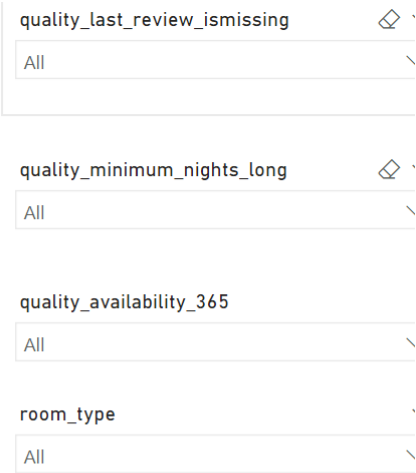 quality_last_review_ismissing
All
quality_minimum_nights_long
All
quality_availability_365
All
room_type
All